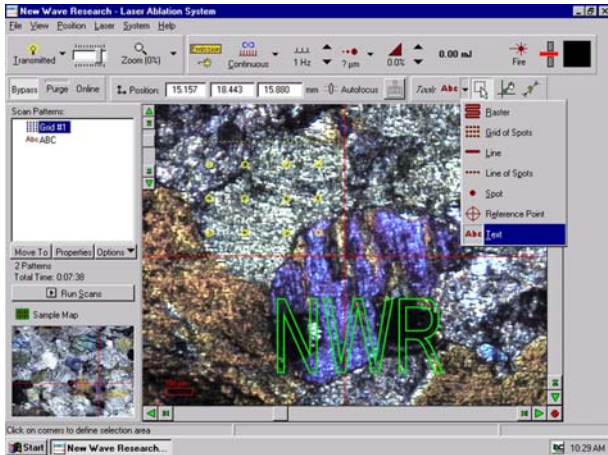 New Wave Research - Laser Ablation System
File View Position Laser System Help
Transmitted
Zoom (0%)
Emission
Continuous
1 Hz
? µm
0.0%
0.00 mJ
Fire
Bypass Purge Online
Position: 15.157 18.443 15.880 mm
Autofocus
Tools Abc
Scan Patterns:
Grid #1
Abc ABC
Raster
Grid of Spots
Line
Line of Spots
Spot
Reference Point
Abc Text
Move To Properties Options
2 Patterns
Total Time: 0:07:38
Run Scans
Sample Map
NWR
Click on corners to define selection area
Start
New Wave Research...
10:29 AM